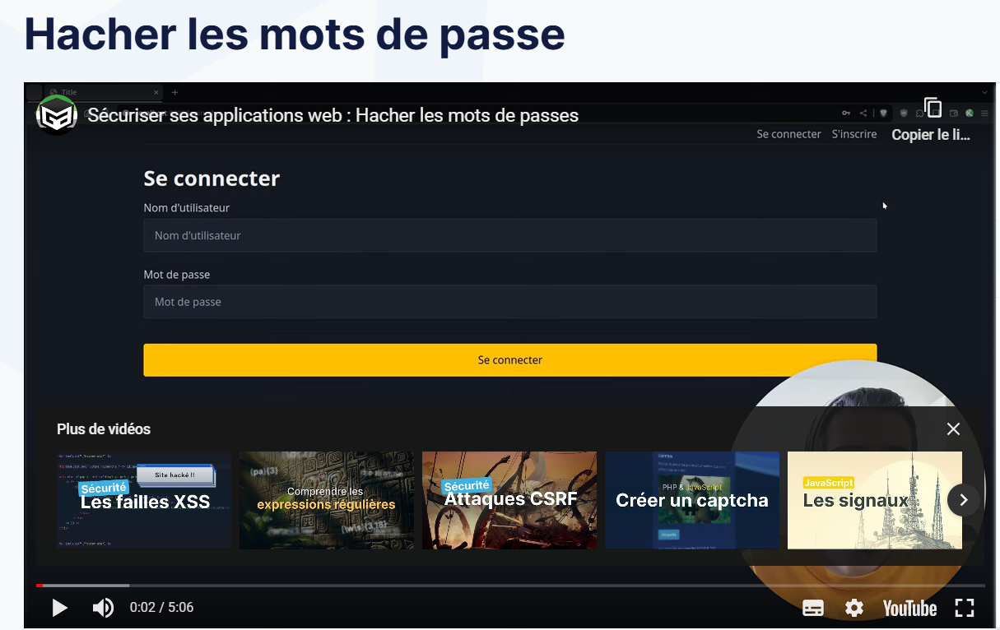 Hacher les mots de passe
Title
Sécuriser ses applications web : Hacher les mots de passes
Se connecter S'inscrire
Copier le li...
Se connecter
Nom d'utilisateur
Nom d'utilisateur
Mot de passe
Mot de passe
Se connecter
Plus de vidéos
Site hacké !!
Sécurité
Les failles XSS
Comprendre les
expressions régulières
Sécurité
Attaques CSRF
PHP & JavaScript
Créer un captcha
JavaScript
Les signaux
0:02 / 5:06
YouTube